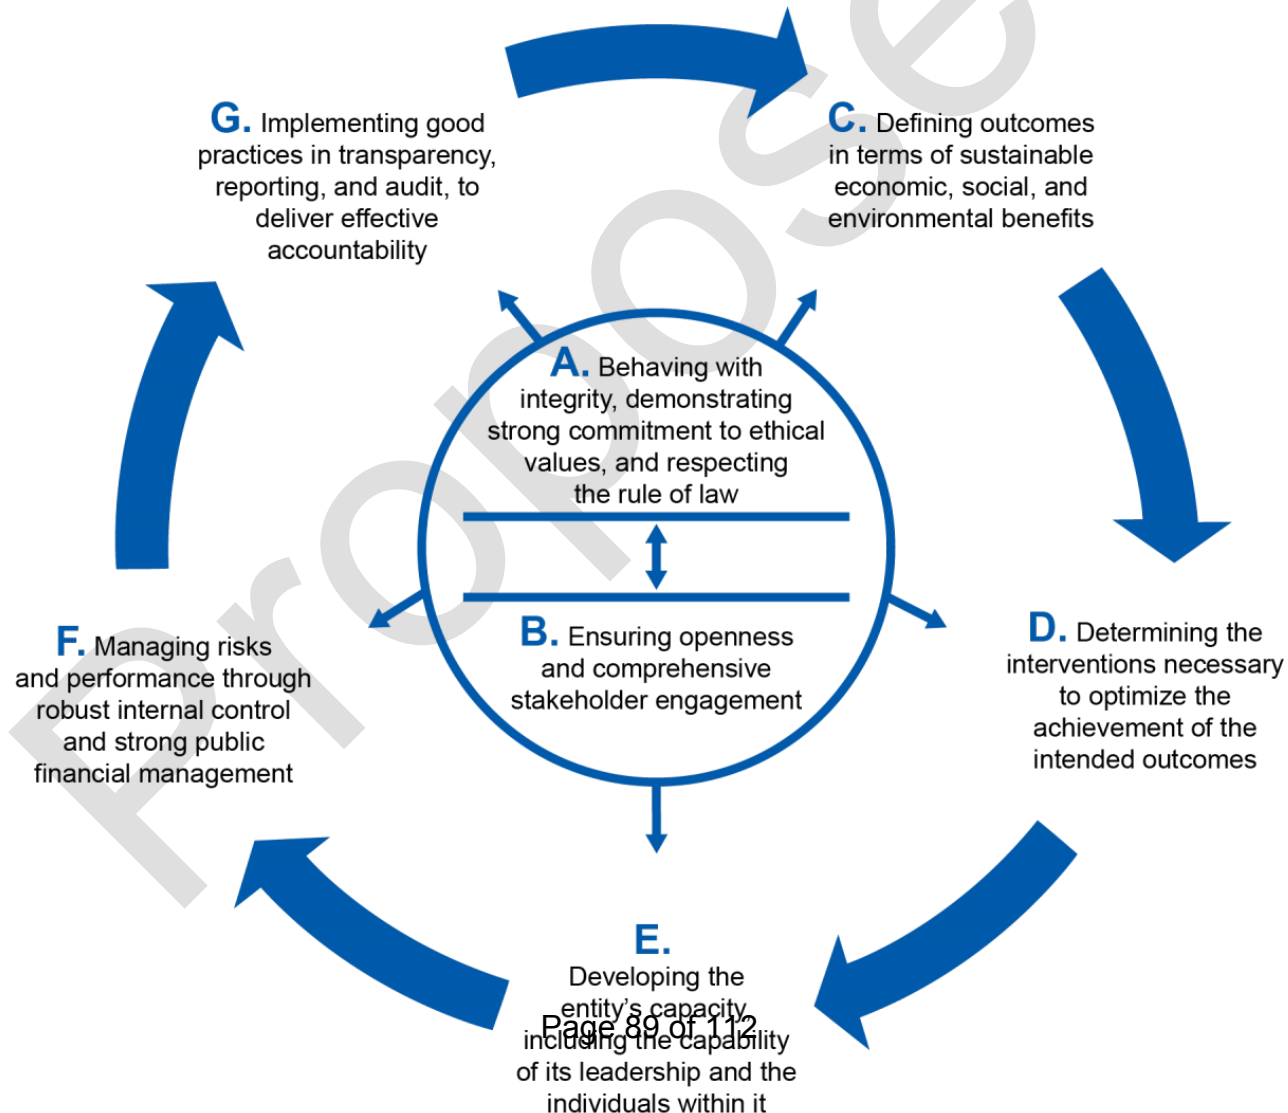 G. Implementing good
practices in transparency,
reporting, and audit, to
deliver effective
accountability
C. Defining outcomes
in terms of sustainable
economic, social, and
environmental benefits
A. Behaving with
integrity, demonstrating
strong commitment to ethical
values, and respecting
the rule of law
B. Ensuring openness
and comprehensive
stakeholder engagement
D. Determining the
interventions necessary
to optimize the
achievement of the
intended outcomes
F. Managing risks
and performance through
robust internal control
and strong public
financial management
E.
Developing the
entity's capacity,
including the capability
of its leadership and the
individuals within it
Page 89 of 112
Propose